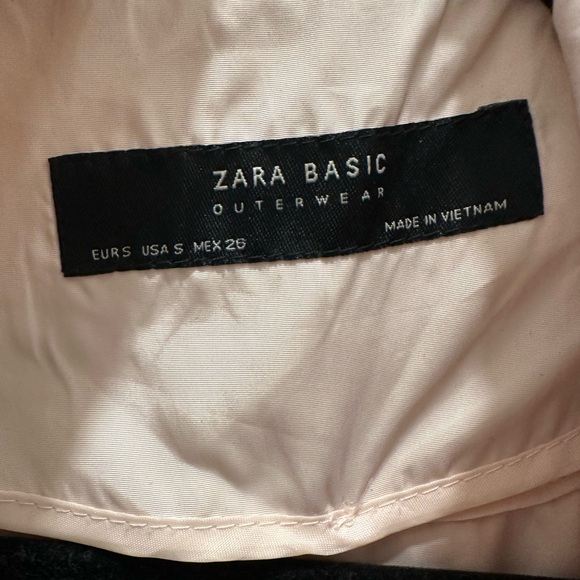 ZARA BASIC
OUTERWEAR
EUR S USA S MEX 26
MADE IN VIETNAM